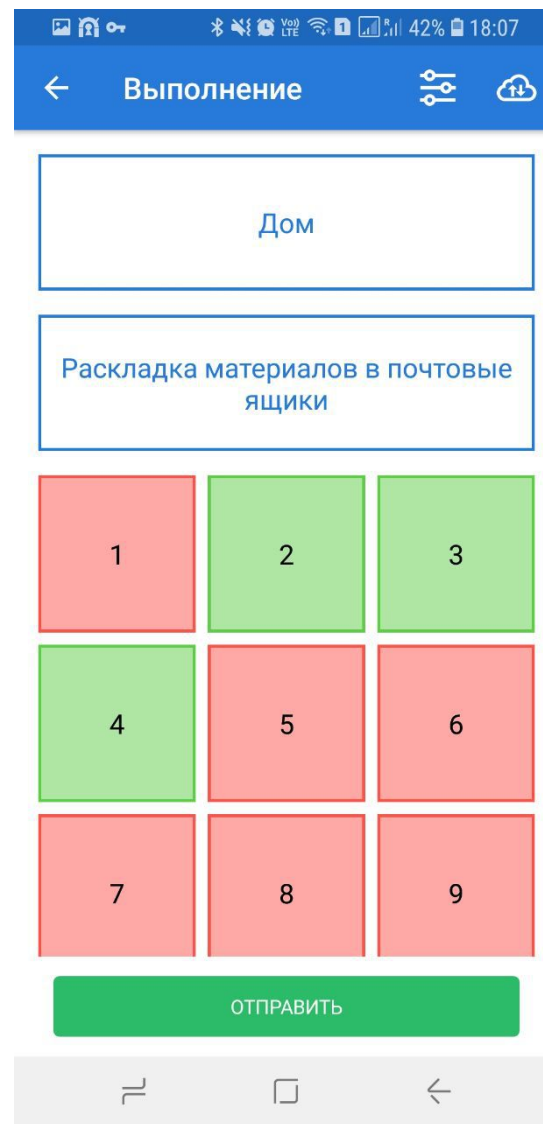 42% 18:07
Выполнение
Дом
Раскладка материалов в почтовые
ящики
1 2 3
4 5 6
7 8 9
ОТПРАВИТЬ